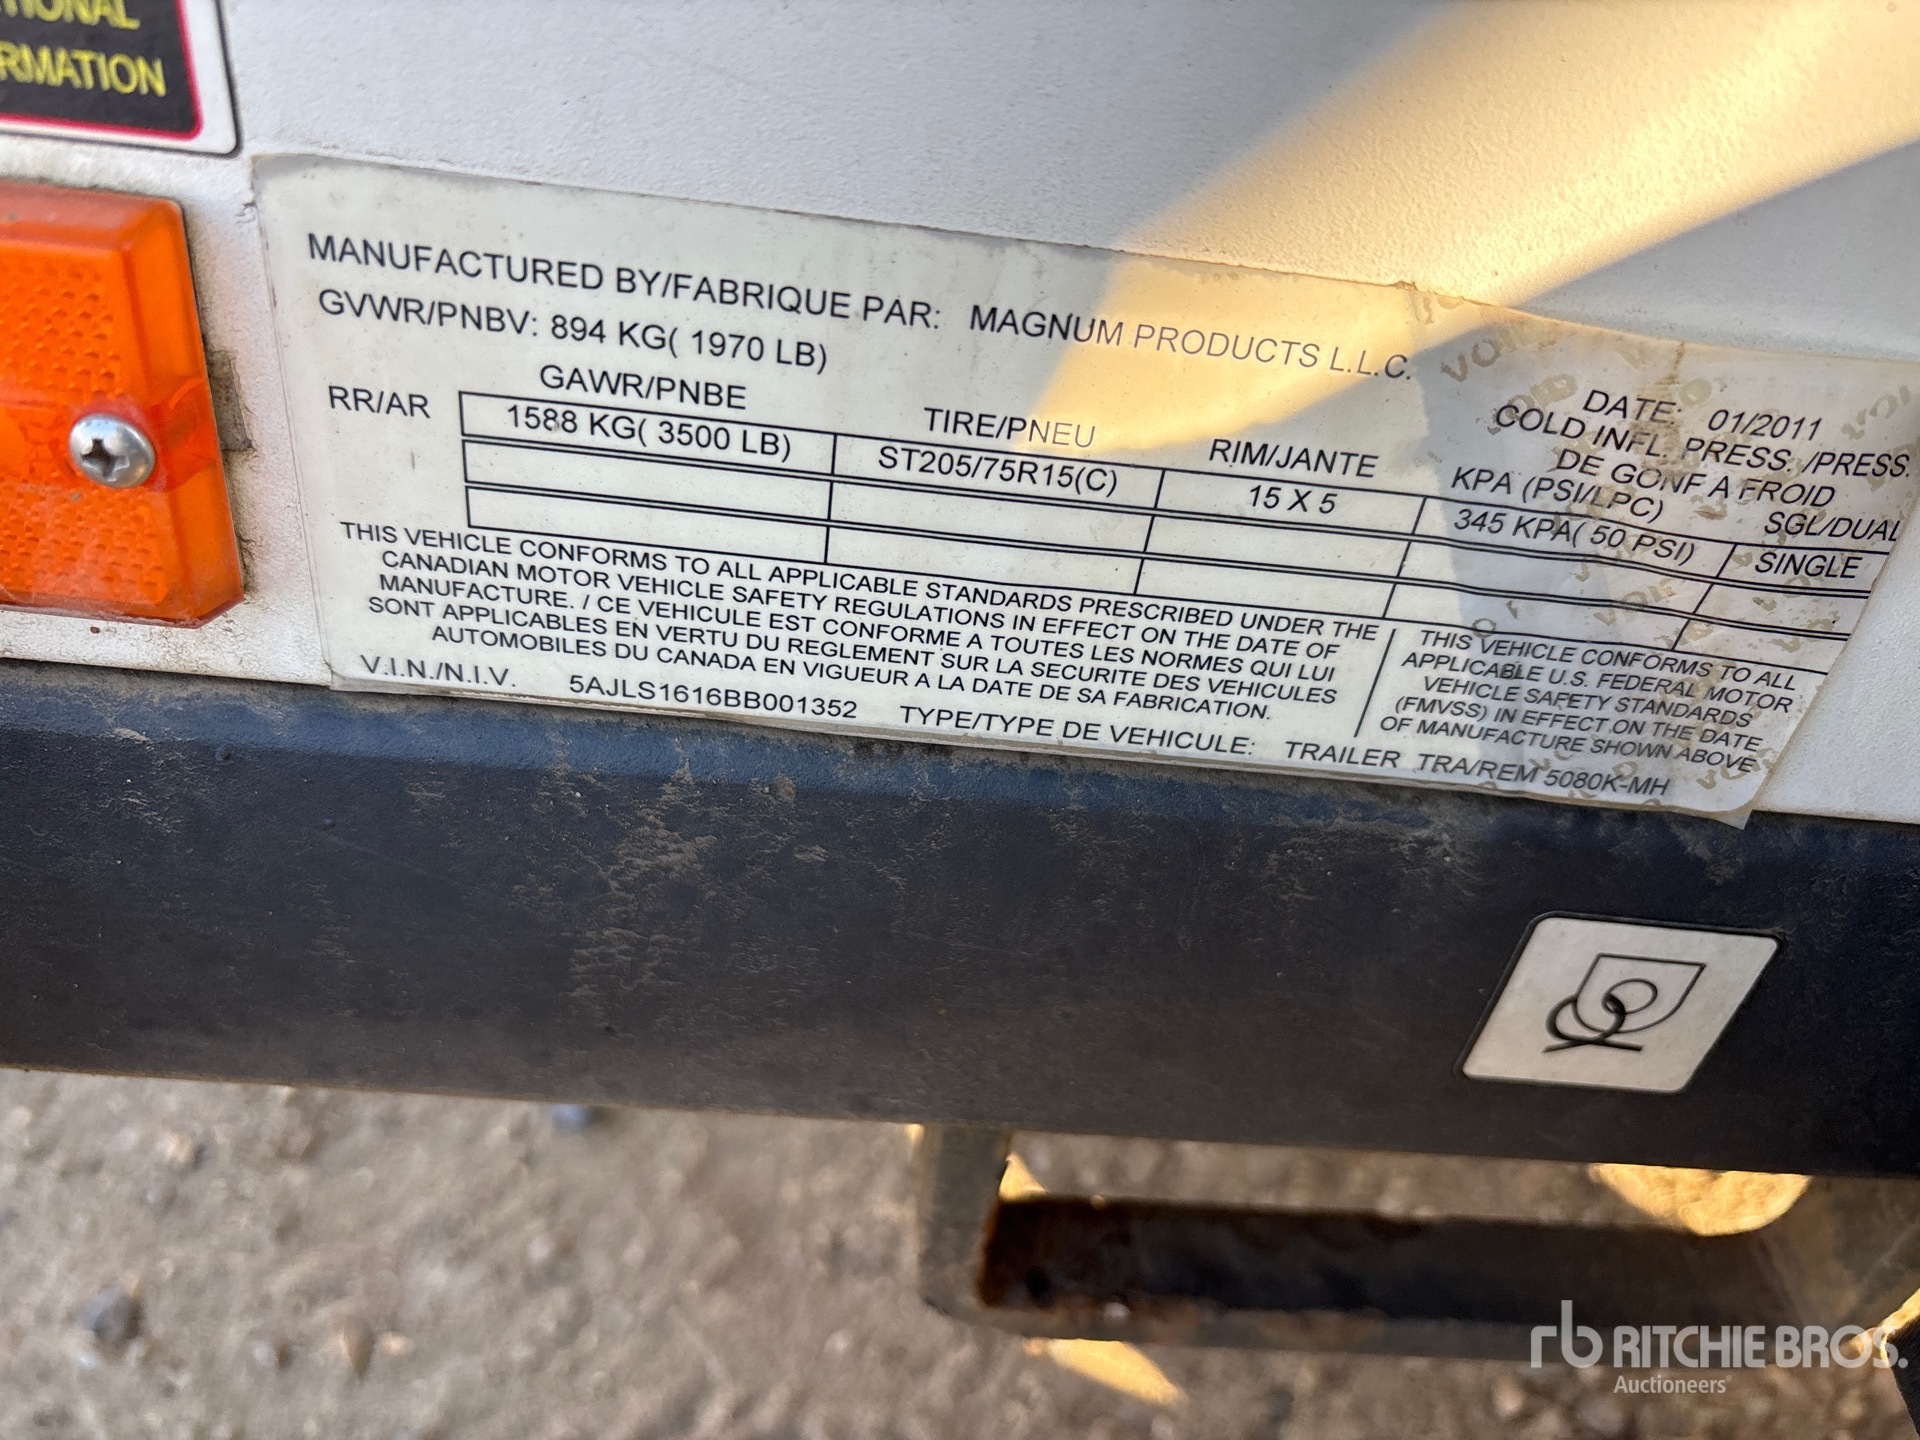 RMATION
MANUFACTURED BY/FABRIQUE PAR: MAGNUM PRODUCTS L.L.C.
GVWR/PNBV: 894 KG( 1970 LB)
DATE: 01/2011
GAWR/PNBE TIRE/PNEU RIM/JANTE COLD INFL. PRESS. /PRESS.
DE GONF A FROID
RR/AR KPA (PSI/LPC) SGL/DUAL
1588 KG( 3500 LB) ST205/75R15(C) 15 X 5 345 KPA( 50 PSI) SINGLE
THIS VEHICLE CONFORMS TO ALL APPLICABLE STANDARDS PRESCRIBED UNDER THE
CANADIAN MOTOR VEHICLE SAFETY REGULATIONS IN EFFECT ON THE DATE OF
MANUFACTURE. / CE VEHICULE EST CONFORME A TOUTES LES NORMES QUI LUI
SONT APPLICABLES EN VERTU DU REGLEMENT SUR LA SECURITE DES VEHICULES
AUTOMOBILES DU CANADA EN VIGUEUR A LA DATE DE SA FABRICATION.
THIS VEHICLE CONFORMS TO ALL
APPLICABLE U.S. FEDERAL MOTOR
VEHICLE SAFETY STANDARDS
(FMVSS) IN EFFECT ON THE DATE
OF MANUFACTURE SHOWN ABOVE
V.I.N./N.I.V. 5AJLS1616BB001352 TYPE/TYPE DE VEHICULE: TRAILER TRA/REM 5080K-MH
rb RITCHIE BROS.
Auctioneers